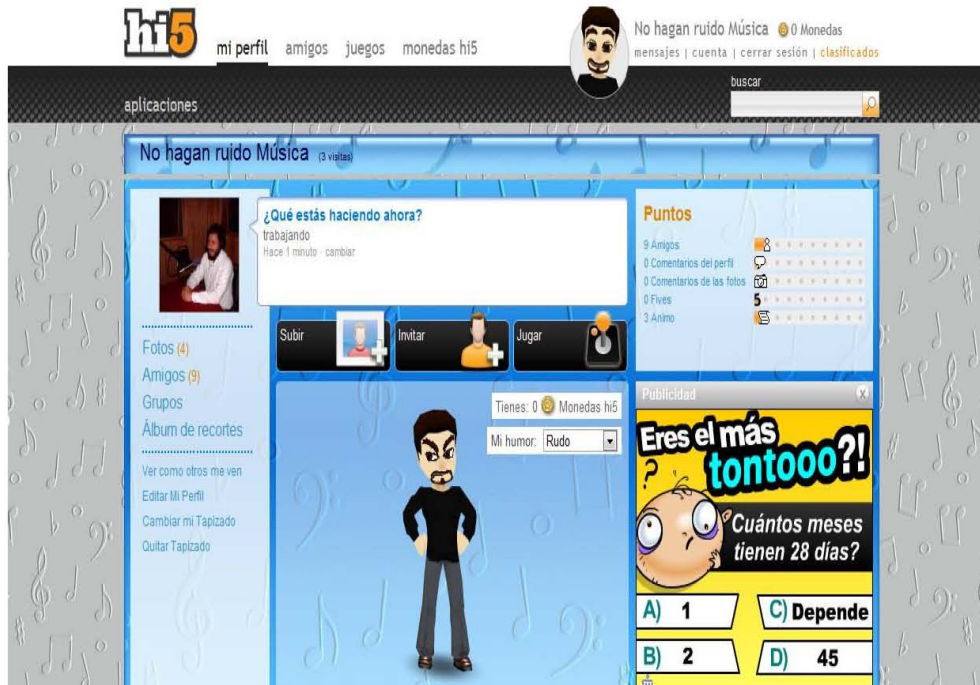 hi5
mi perfil amigos juegos monedas hi5
No hagan ruido Música 0 Monedas
mensajes | cuenta | cerrar sesión | clasificados
aplicaciones
buscar
No hagan ruido Música (3 visitas)
¿Qué estás haciendo ahora?
trabajando
Hace 1 minuto · cambiar
Subir
Invitar
Jugar
Fotos (4)
Amigos (9)
Grupos
Álbum de recortes
Ver como otros me ven
Editar Mi Perfil
Cambiar mi Tapizado
Quitar Tapizado
Tienes: 0 Monedas hi5
Mi humor: Rudo
Puntos
9 Amigos
0 Comentarios del perfil
0 Comentarios de las fotos
0 Fives 5
3 Animo
Publicidad
Eres el más
tontooo?!
Cuántos meses
tienen 28 días?
A) 1
C) Depende
B) 2
D) 45